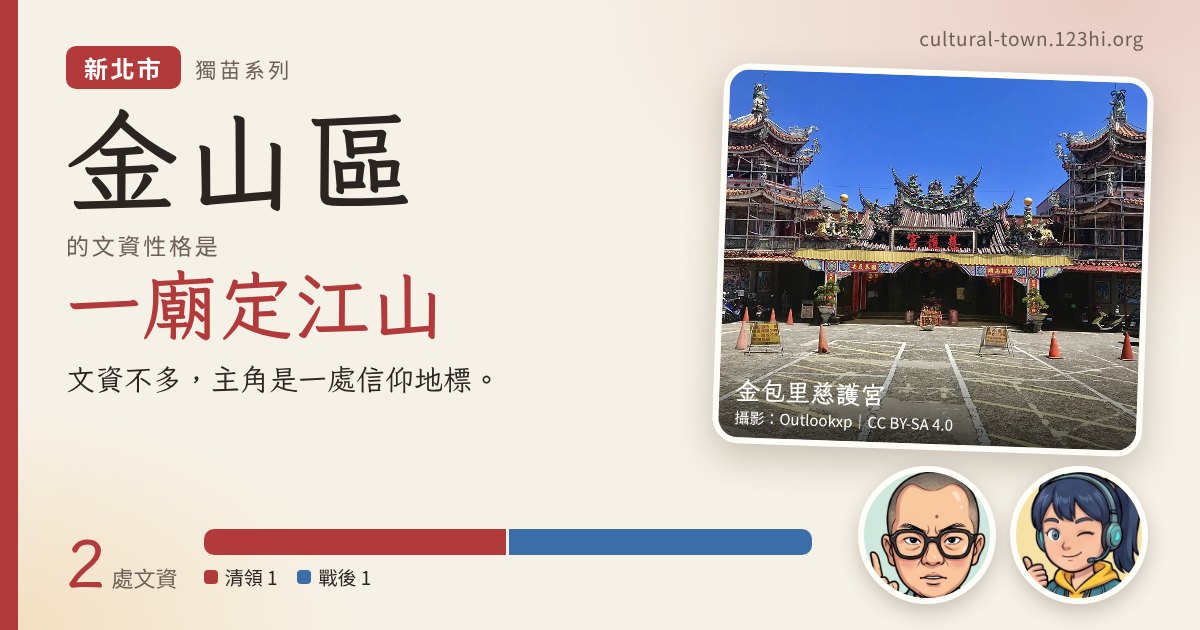 cultural-town.123hi.org
新北市 獨苗系列
金山區
的文資性格是
一廟定江山
文資不多，主角是一處信仰地標。
金包里慈護宮
攝影：Outlookxp｜CC BY-SA 4.0
2 處文資
清領 1 戰後 1